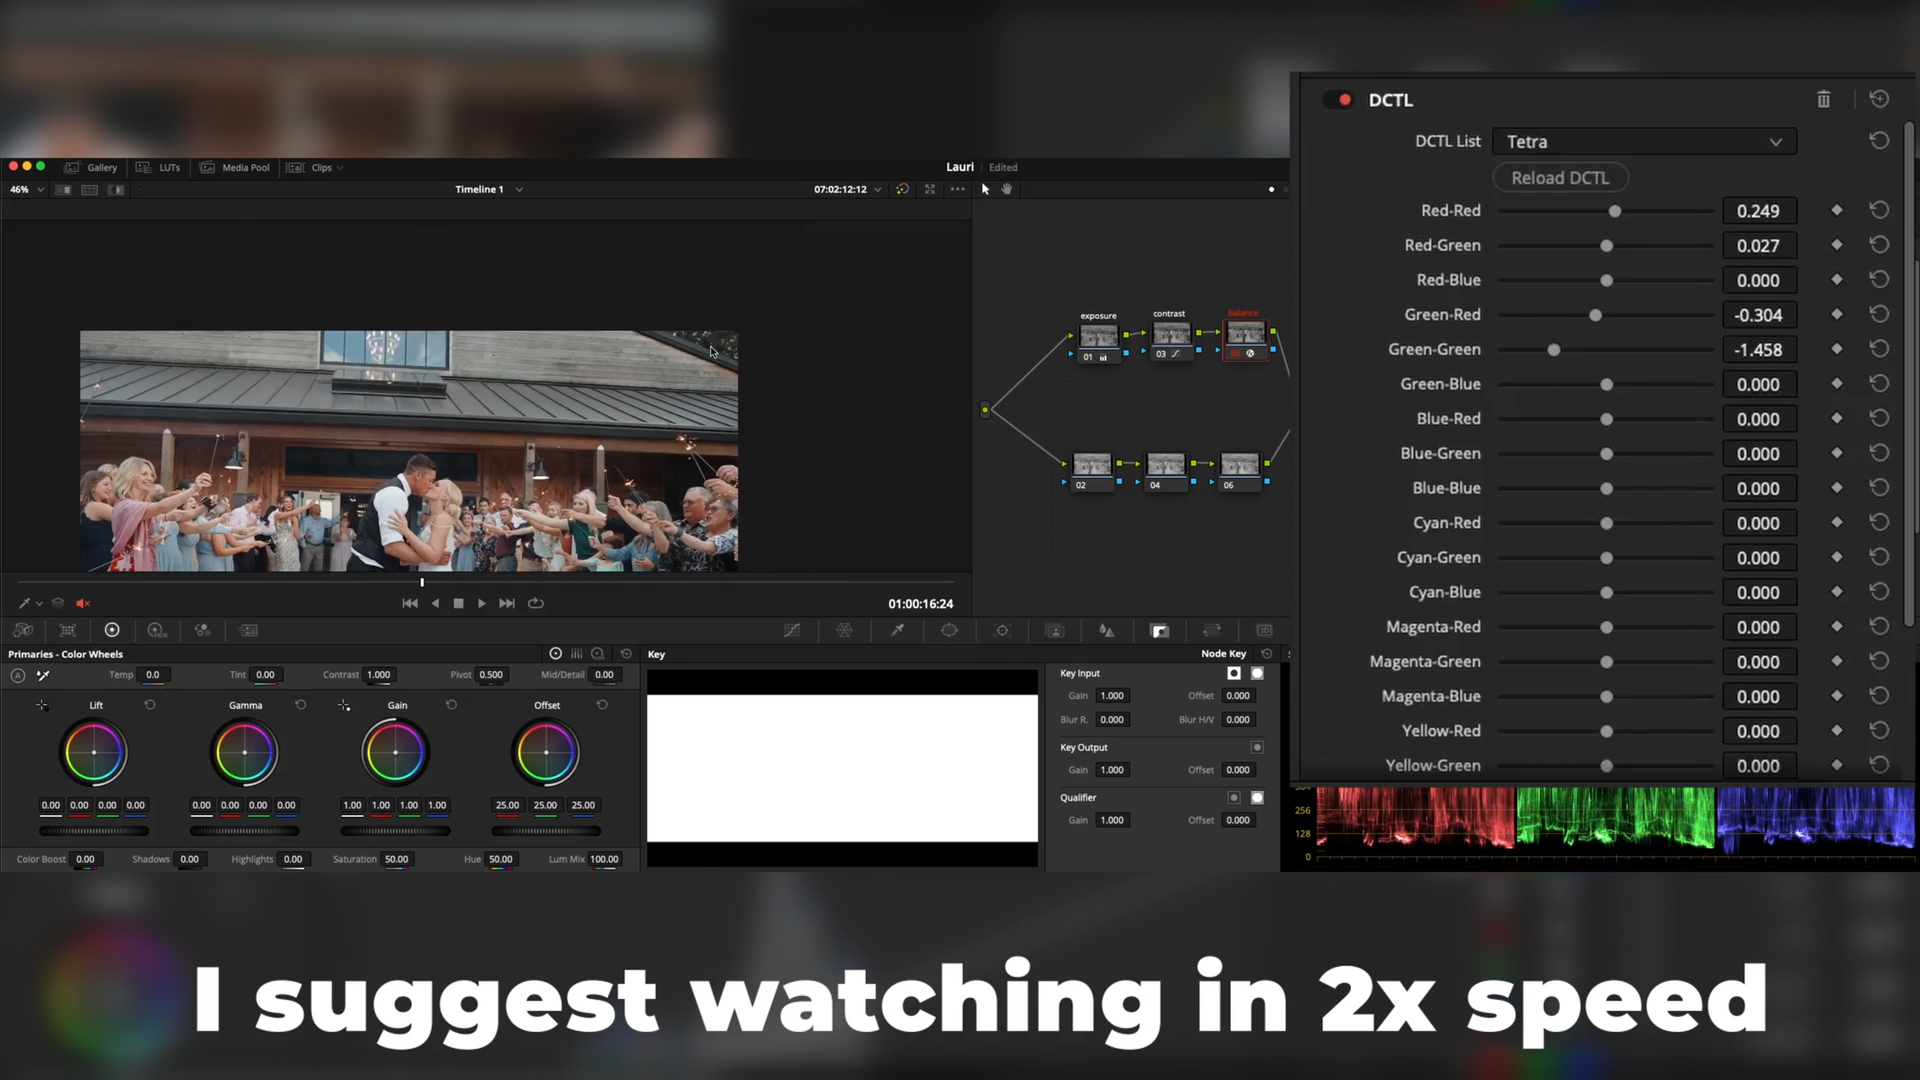 DCTL
DCTL List Tetra
Reload DCTL
Red-Red 0.249
Red-Green 0.027
Red-Blue 0.000
Green-Red -0.304
Green-Green -1.458
Green-Blue 0.000
Blue-Red 0.000
Blue-Green 0.000
Blue-Blue 0.000
Cyan-Red 0.000
Cyan-Green 0.000
Cyan-Blue 0.000
Magenta-Red 0.000
Magenta-Green 0.000
Magenta-Blue 0.000
Yellow-Red 0.000
Yellow-Green 0.000
Gallery LUTs Media Pool Clips Lauri Edited
46% Timeline 1 07:02:12:12
exposure contrast balance
01 03 05
02 04 06
01:00:16:24
Primaries - Color Wheels
Temp 0.0 Tint 0.00 Contrast 1.000 Pivot 0.500 Mid/Detail 0.00
Lift Gamma Gain Offset
0.00 0.00 0.00 0.00 0.00 0.00 0.00 0.00 1.00 1.00 1.00 1.00 25.00 25.00 25.00
Color Boost 0.00 Shadows 0.00 Highlights 0.00 Saturation 50.00 Hue 50.00 Lum Mix 100.00
Key Node Key
Key Input
Gain 1.000 Offset 0.000
Blur R. 0.000 Blur H/V 0.000
Key Output
Gain 1.000 Offset 0.000
Qualifier
Gain 1.000 Offset 0.000
256
128
0
I suggest watching in 2x speed